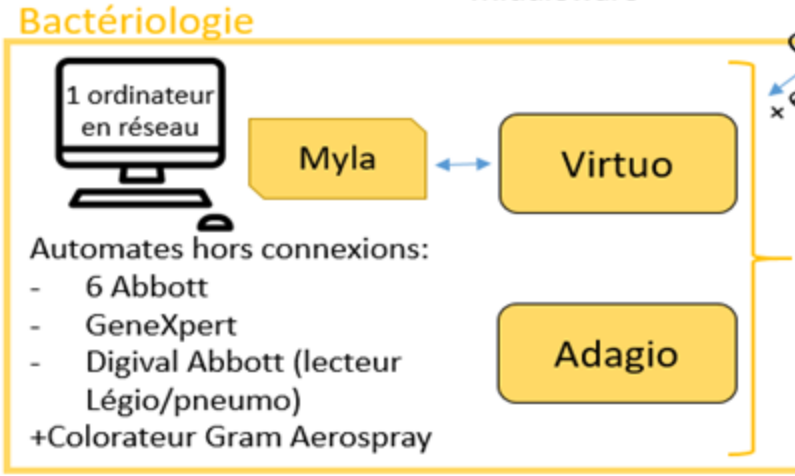 Bactériologie
1 ordinateur
en réseau
Myla
Virtuo
Automates hors connexions:
- 6 Abbott
- GeneXpert
- Digival Abbott (lecteur
Légio/pneumo)
+Colorateur Gram Aerospray
Adagio